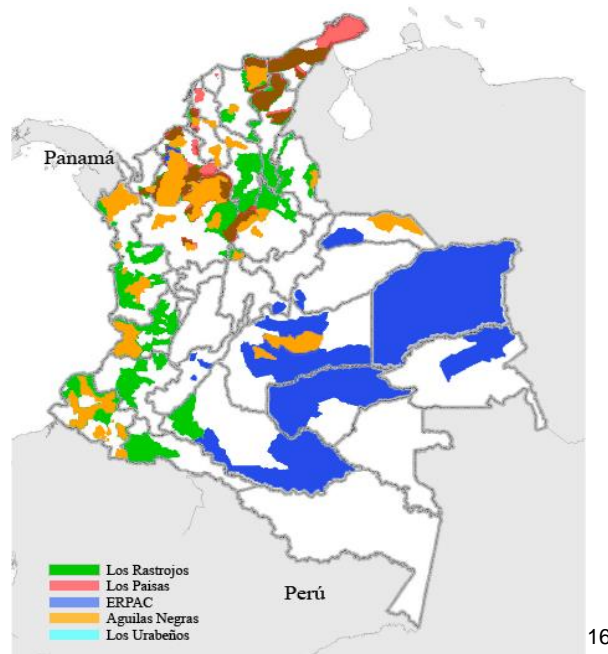 Panamá
Perú
Los Rastrojos
Los Paisas
ERPAC
Aguilas Negras
Los Urabeños
16